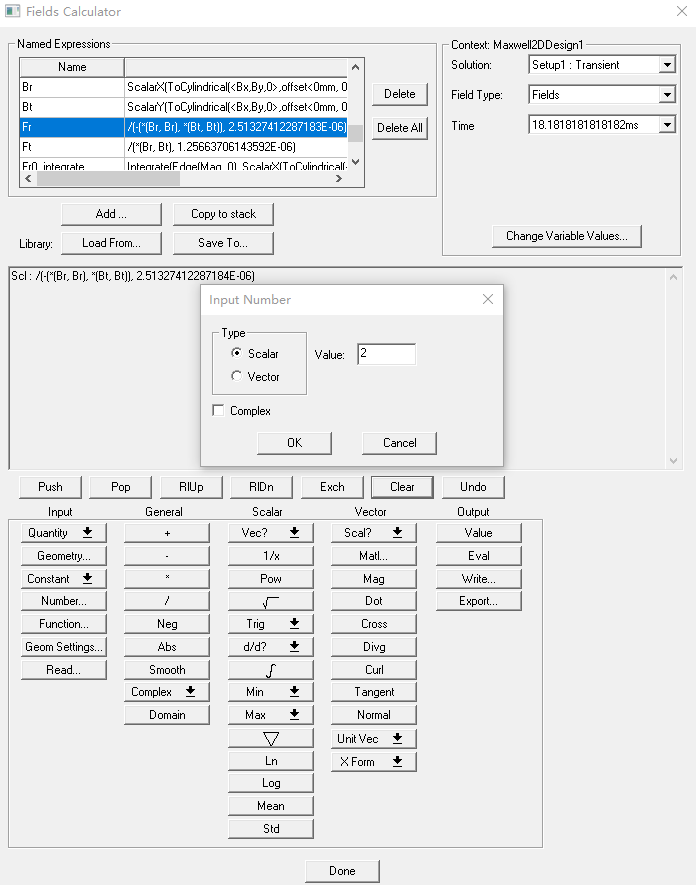 Fields Calculator
Named Expressions
Name
Br ScalarX(ToCylindrical(<Bx,By,0>,offset<0mm, 0
Bt ScalarY(ToCylindrical(<Bx,By,0>,offset<0mm, 0
Fr /(-(*(Br, Br), *(Bt, Bt)), 2.51327412287183E-06)
Ft /(*(Br, Bt), 1.25663706143592E-06)
Fr0_integrate Integrate(Edge(Mag_0), ScalarX(ToCylindrical(-
Delete
Delete All
Add ...
Copy to stack
Library:
Load From...
Save To...
Context: Maxwell2DDesign1
Solution: Setup1 : Transient
Field Type: Fields
Time 18.1818181818182ms
Change Variable Values...
Scl : /(-(*(Br, Br), *(Bt, Bt)), 2.51327412287184E-06)
Input Number
Type
Scalar
Vector
Value: 2
Complex
OK
Cancel
Push
Pop
RlUp
RlDn
Exch
Clear
Undo
Input
General
Scalar
Vector
Output
Quantity
+
Vec?
Scal?
Value
Geometry...
-
1/x
Matl...
Eval
Constant
*
Pow
Mag
Write...
Number...
/
√
Dot
Export...
Function...
Neg
Trig
Cross
Geom Settings...
Abs
d/d?
Divg
Read...
Smooth
∫
Curl
Complex
Min
Tangent
Domain
Max
Normal
▽
Unit Vec
Ln
X Form
Log
Mean
Std
Done